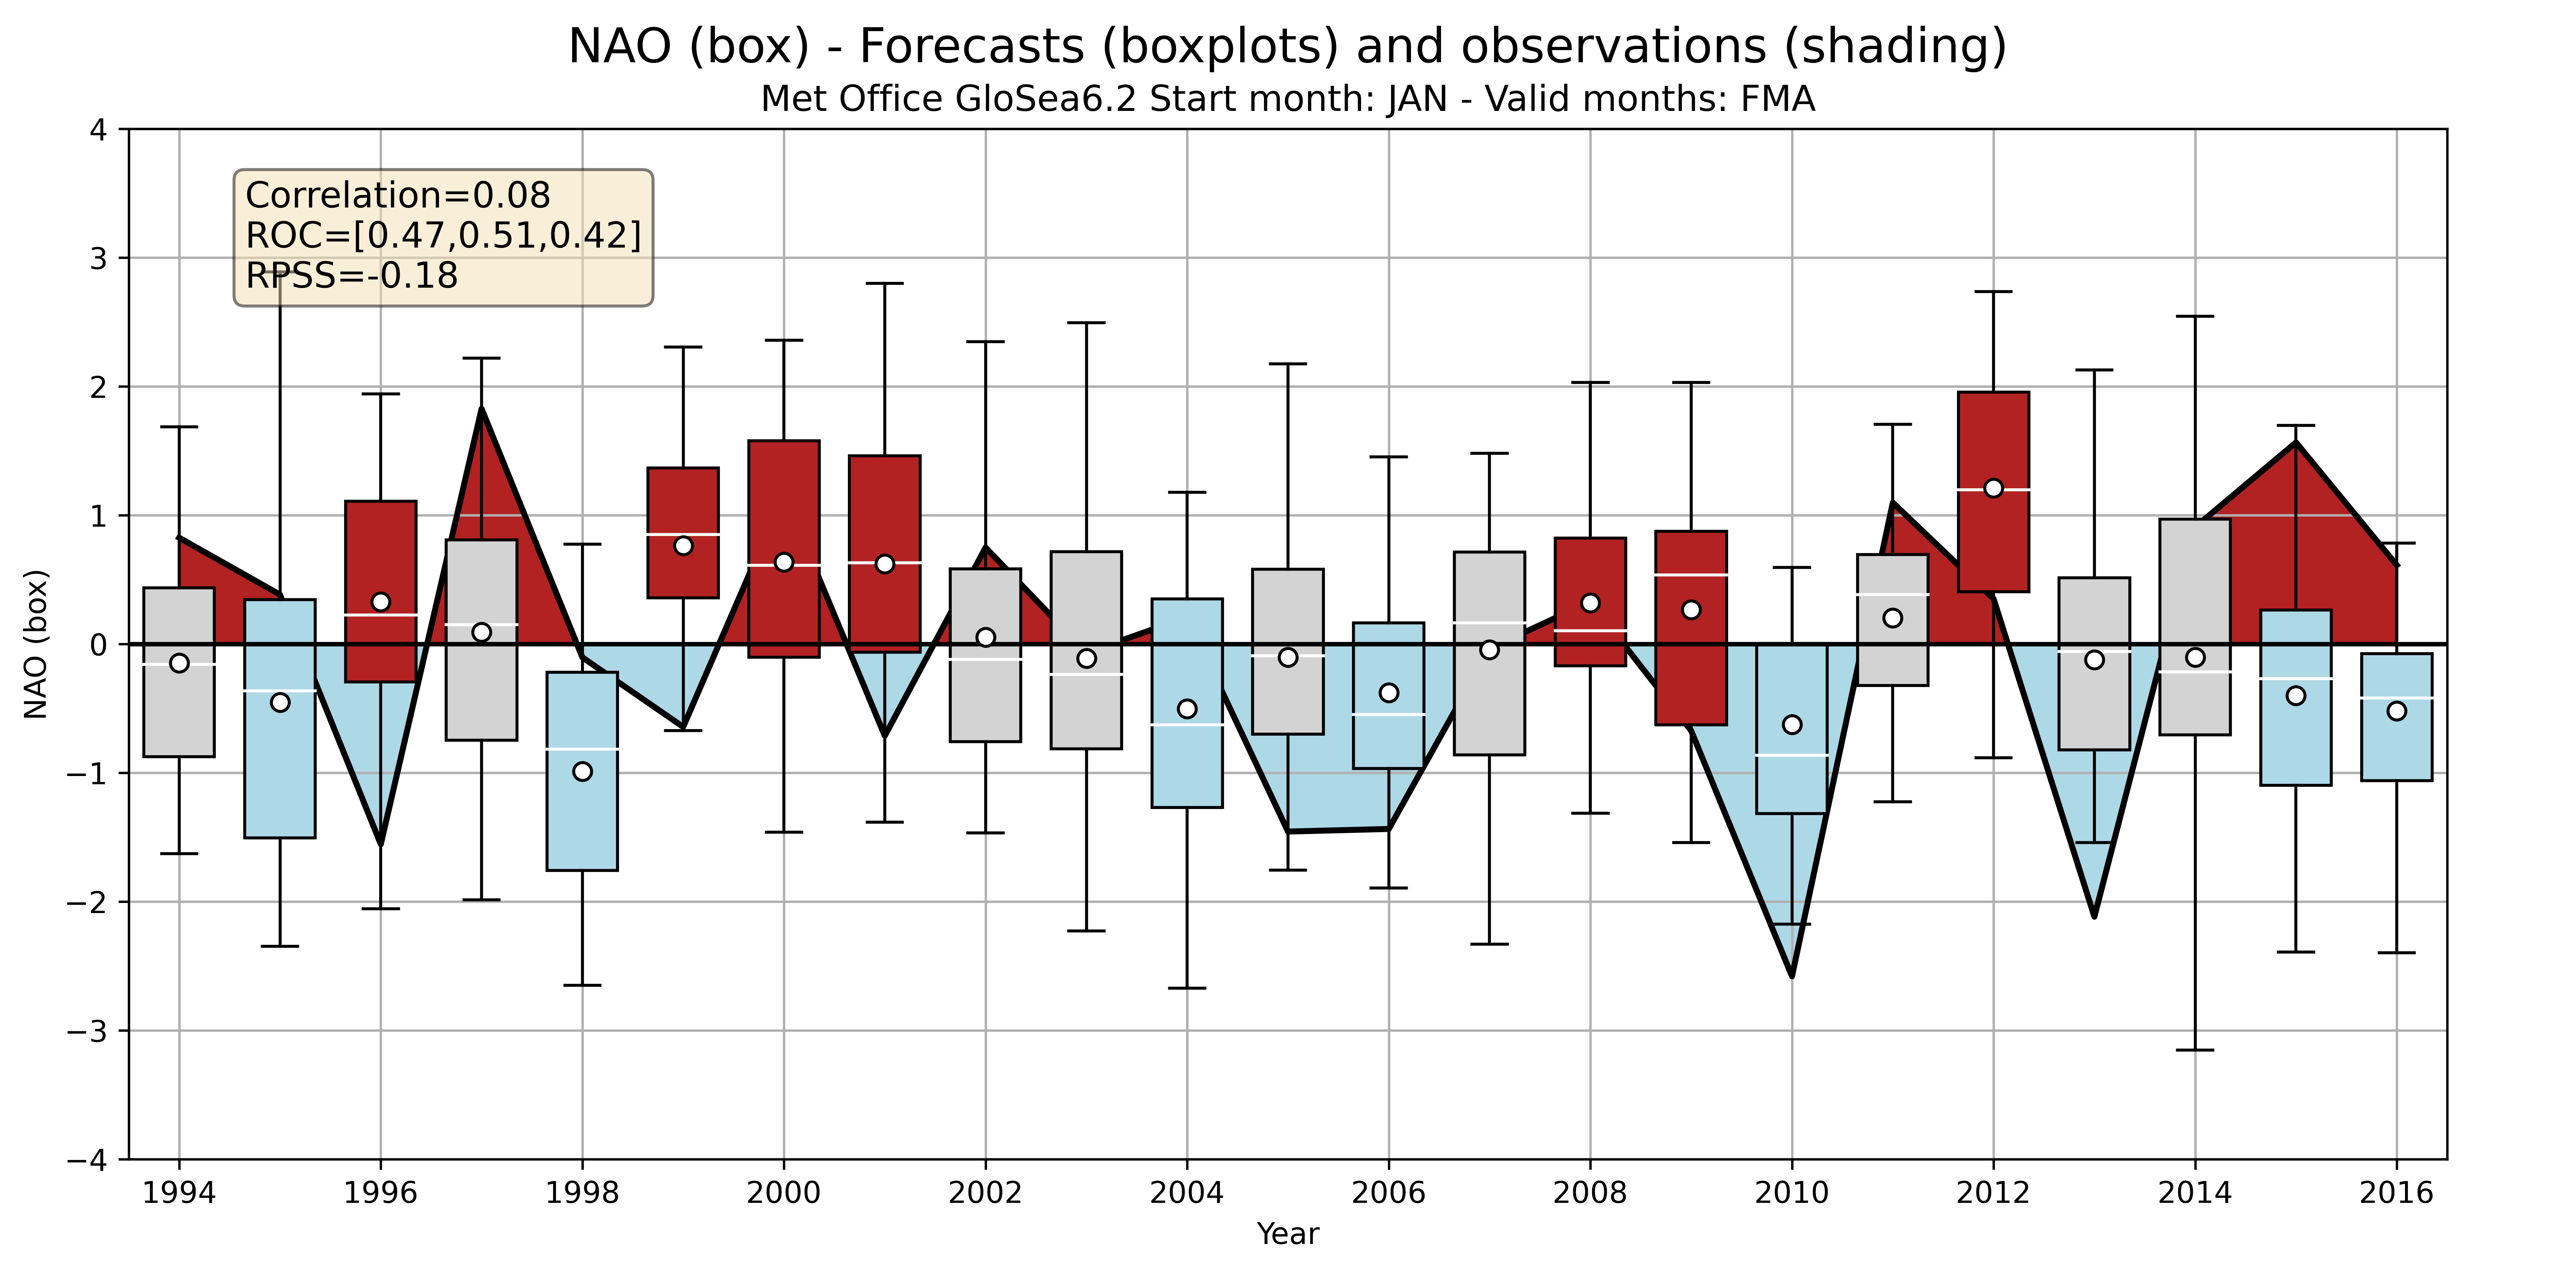 NAO (box) - Forecasts (boxplots) and observations (shading)
Met Office GloSea6.2 Start month: JAN - Valid months: FMA
Correlation=0.08
ROC=[0.47,0.51,0.42]
RPSS=-0.18
NAO (box)
4
3
2
1
0
−1
−2
−3
−4
1994 1996 1998 2000 2002 2004 2006 2008 2010 2012 2014 2016
Year